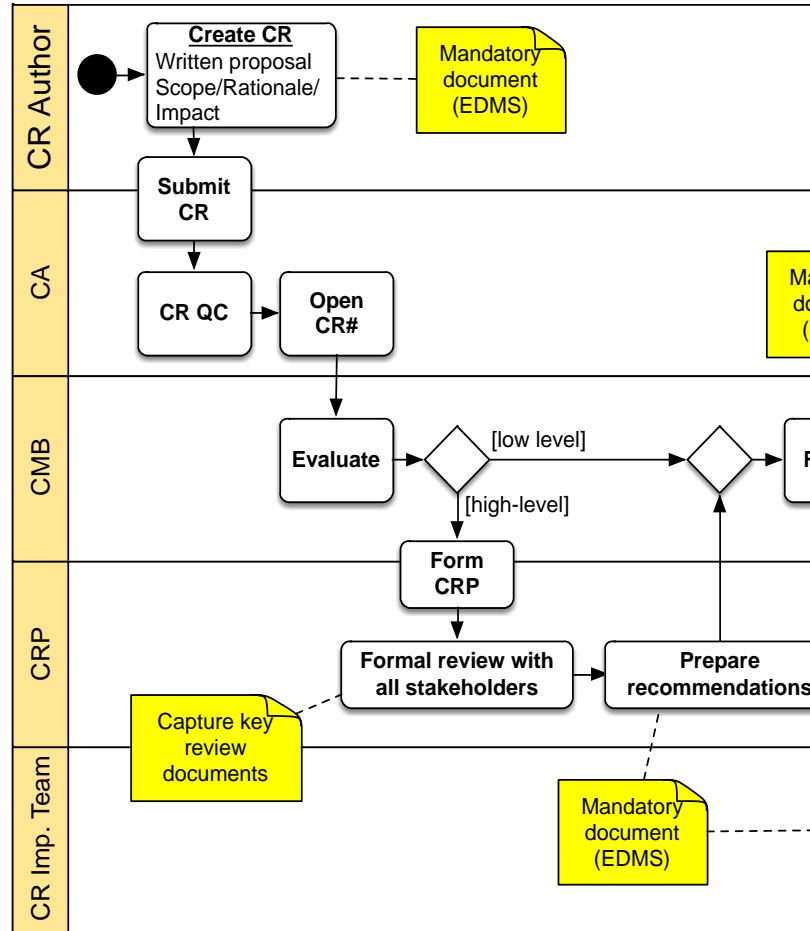 CR Author
Create CR
Written proposal
Scope/Rationale/
Impact
Mandatory
document
(EDMS)
Submit
CR
CA
CR QC
Open
CR#
CMB
Evaluate
[low level]
[high-level]
Form
CRP
CRP
Formal review with
all stakeholders
Prepare
recommendations
Capture key
review
documents
CR Imp. Team
Mandatory
document
(EDMS)